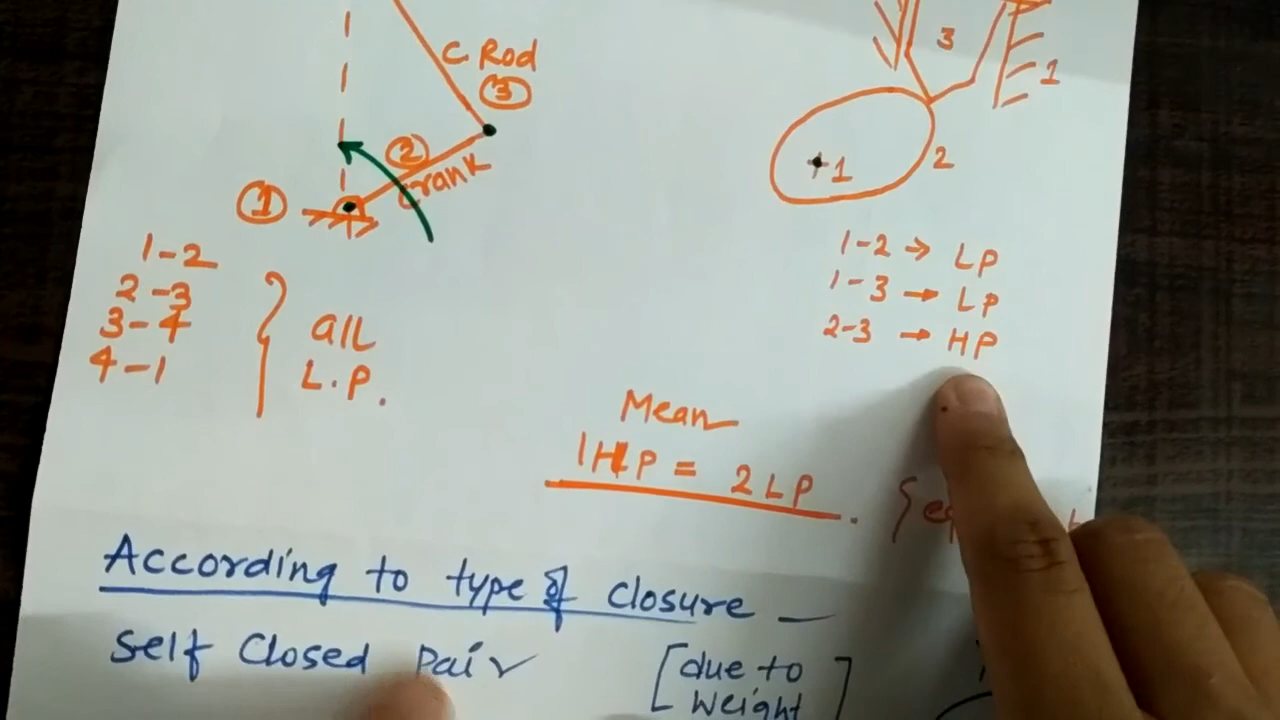 C Rod
③
②
Crank
①
3
1
2
1
1-2
2-3
3-4
4-1
all
L.P.
1-2 → LP
1-3 → LP
2-3 → HP
Mean
1HP = 2LP.
According to type of closure —
Self Closed Pair
[due to
Weight]